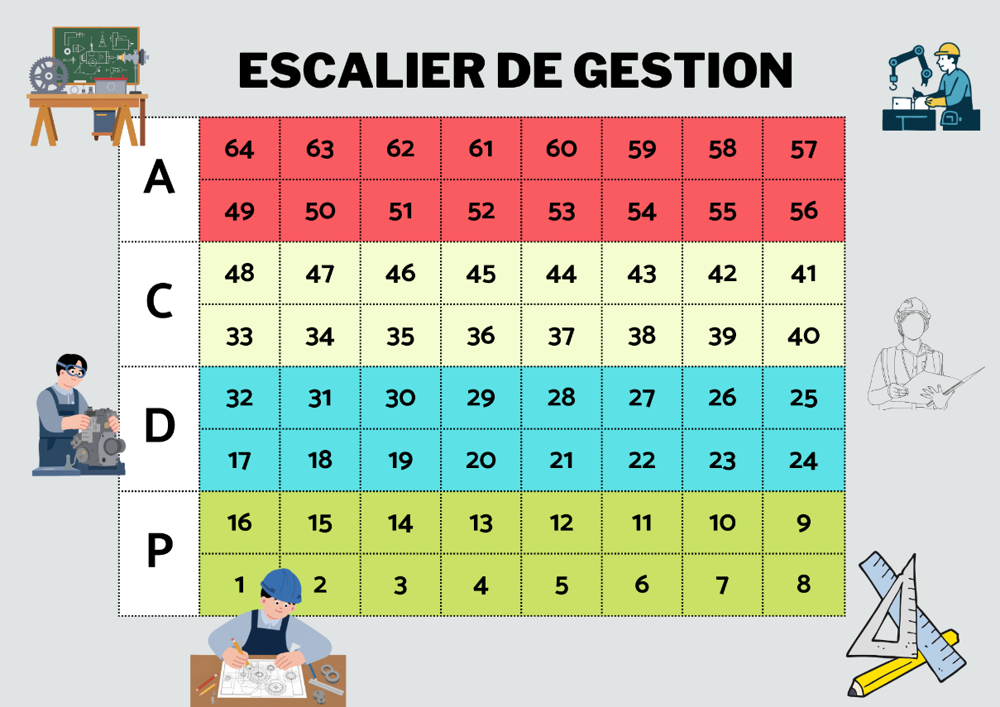 ESCALIER DE GESTION
A
64 63 62 61 60 59 58 57
49 50 51 52 53 54 55 56
C
48 47 46 45 44 43 42 41
33 34 35 36 37 38 39 40
D
32 31 30 29 28 27 26 25
17 18 19 20 21 22 23 24
P
16 15 14 13 12 11 10 9
1 2 3 4 5 6 7 8